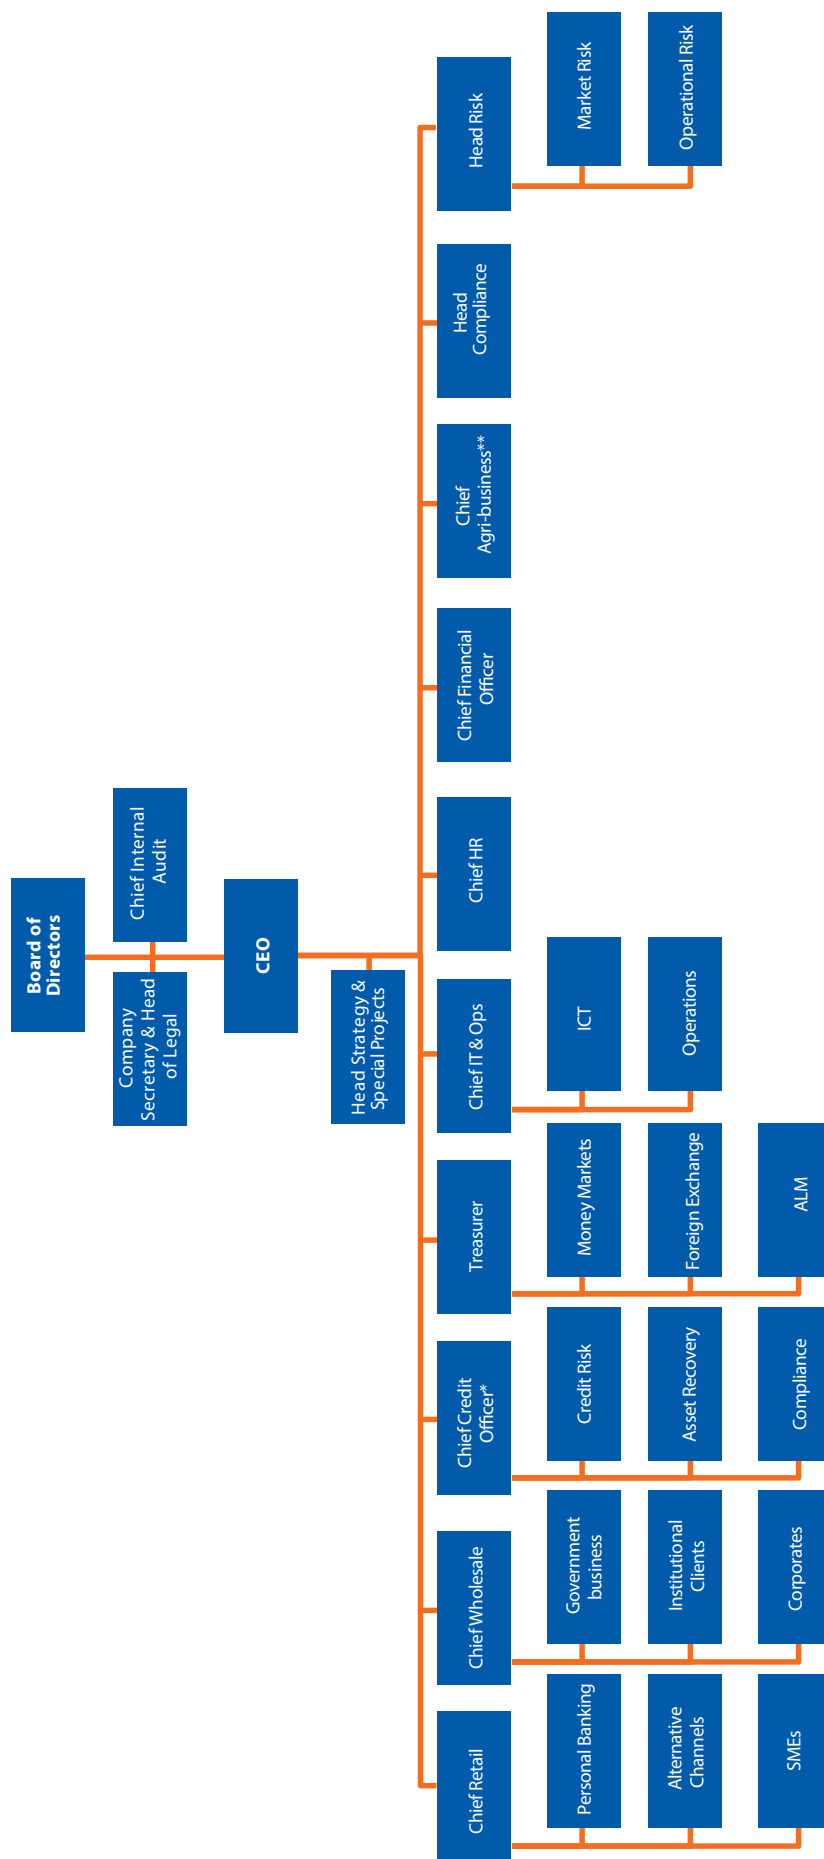 Board of
Directors
Company
Secretary & Head
of Legal
Chief Internal
Audit
CEO
Head Strategy &
Special Projects
Chief Retail
Chief Wholesale
Chief Credit
Officer*
Treasurer
Chief IT & Ops
Chief HR
Chief Financial
Officer
Chief
Agri-business**
Head
Compliance
Head Risk
Personal Banking
Government
business
Credit Risk
Money Markets
ICT
Market Risk
Alternative
Channels
Institutional
Clients
Asset Recovery
Foreign Exchange
Operations
Operational Risk
SMEs
Corporates
Compliance
ALM